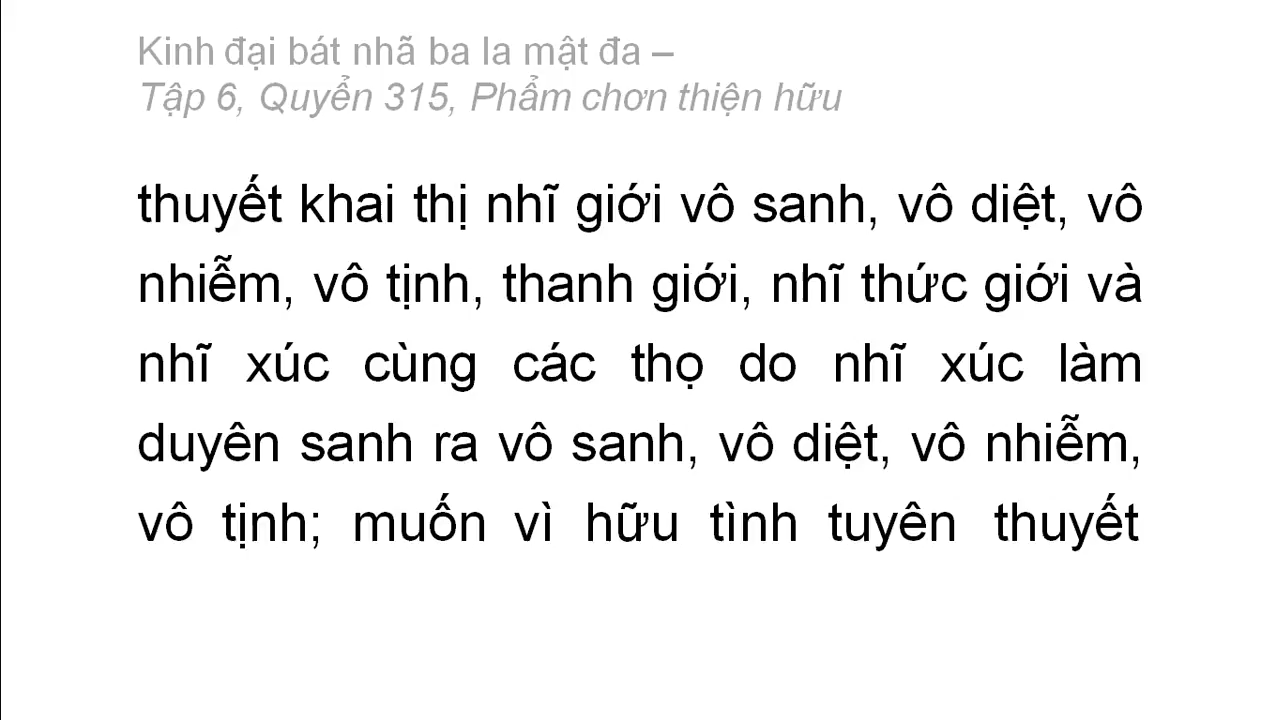 Kinh đại bát nhã ba la mật đa –
Tập 6, Quyển 315, Phẩm chơn thiện hữu
thuyết khai thị nhĩ giới vô sanh, vô diệt, vô
nhiễm, vô tịnh, thanh giới, nhĩ thức giới và
nhĩ xúc cùng các thọ do nhĩ xúc làm
duyên sanh ra vô sanh, vô diệt, vô nhiễm,
vô tịnh; muốn vì hữu tình tuyên thuyết